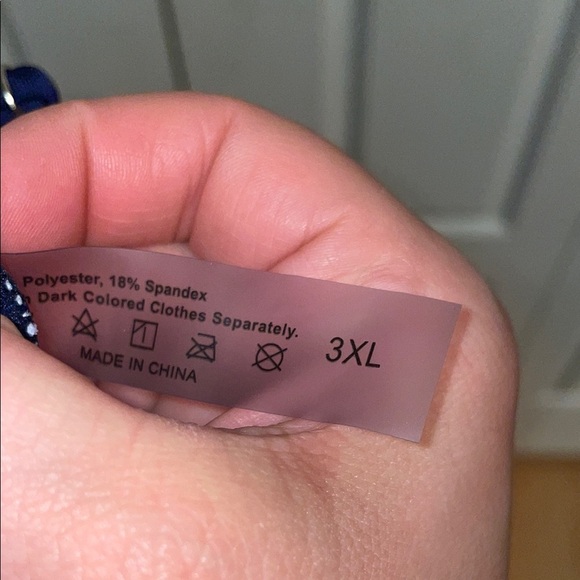 Polyester, 18% Spandex
Dark Colored Clothes Separately.
3XL
MADE IN CHINA